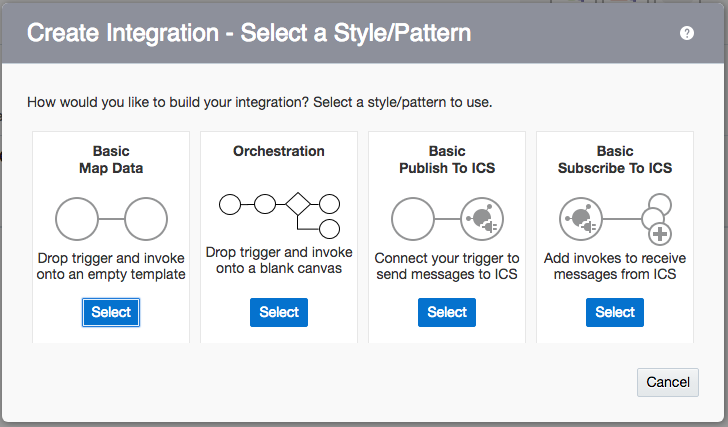 Create Integration - Select a Style/Pattern
?
How would you like to build your integration? Select a style/pattern to use.
Basic
Map Data
Drop trigger and invoke
onto an empty template
Select
Orchestration
Drop trigger and invoke
onto a blank canvas
Select
Basic
Publish To ICS
Connect your trigger to
send messages to ICS
Select
Basic
Subscribe To ICS
Add invokes to receive
messages from ICS
Select
Cancel